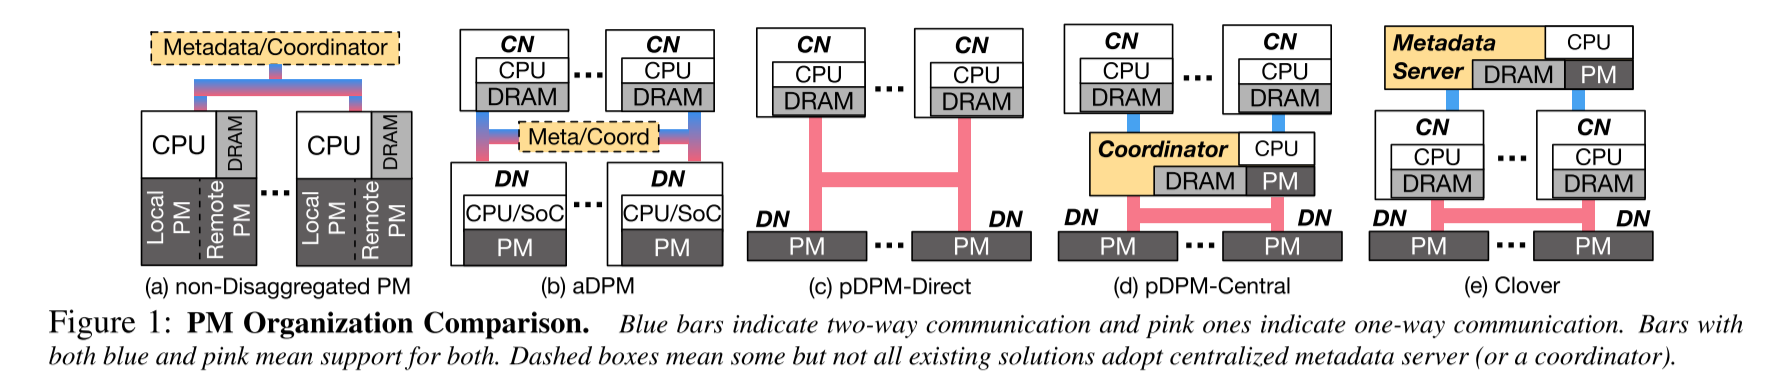 Metadata/Coordinator
CPU
DRAM
Local PM
Remote PM
...
CPU
DRAM
Local PM
Remote PM
(a) non-Disaggregated PM
CN
CPU
DRAM
...
CN
CPU
DRAM
Meta/Coord
DN
CPU/SoC
PM
...
DN
CPU/SoC
PM
(b) aDPM
CN
CPU
DRAM
...
CN
CPU
DRAM
DN
PM
...
DN
PM
(c) pDPM-Direct
CN
CPU
DRAM
...
CN
CPU
DRAM
Coordinator
CPU
DRAM
PM
DN
PM
...
DN
PM
(d) pDPM-Central
Metadata
Server
CPU
DRAM
PM
CN
CPU
DRAM
...
CN
CPU
DRAM
DN
PM
...
DN
PM
(e) Clover
Figure 1: PM Organization Comparison. Blue bars indicate two-way communication and pink ones indicate one-way communication. Bars with
both blue and pink mean support for both. Dashed boxes mean some but not all existing solutions adopt centralized metadata server (or a coordinator).